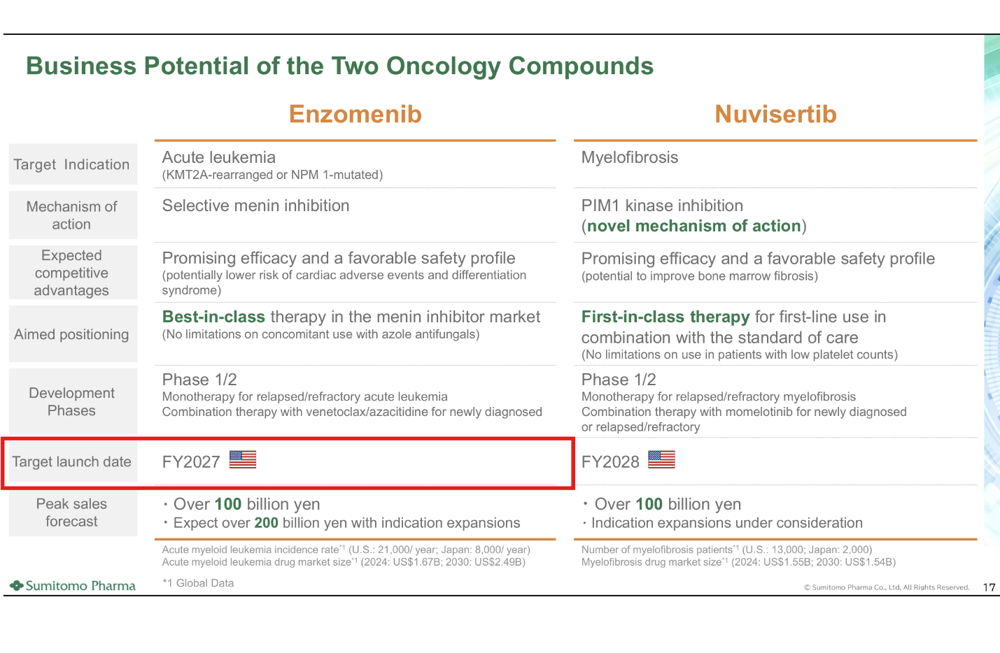 Business Potential of the Two Oncology Compounds
Enzomenib
Nuvisertib
Target Indication
Acute leukemia
(KMT2A-rearranged or NPM 1-mutated)
Myelofibrosis
Mechanism of
action
Selective menin inhibition
PIM1 kinase inhibition
(novel mechanism of action)
Expected
competitive
advantages
Promising efficacy and a favorable safety profile
(potentially lower risk of cardiac adverse events and differentiation
syndrome)
Promising efficacy and a favorable safety profile
(potential to improve bone marrow fibrosis)
Aimed positioning
Best-in-class therapy in the menin inhibitor market
(No limitations on concomitant use with azole antifungals)
First-in-class therapy for first-line use in
combination with the standard of care
(No limitations on use in patients with low platelet counts)
Development
Phases
Phase 1/2
Monotherapy for relapsed/refractory acute leukemia
Combination therapy with venetoclax/azacitidine for newly diagnosed
Phase 1/2
Monotherapy for relapsed/refractory myelofibrosis
Combination therapy with momelotinib for newly diagnosed
or relapsed/refractory
Target launch date
FY2027
FY2028
Peak sales
forecast
・Over 100 billion yen
・Expect over 200 billion yen with indication expansions
・Over 100 billion yen
・Indication expansions under consideration
Acute myeloid leukemia incidence rate*1 (U.S.: 21,000/ year; Japan: 8,000/ year)
Acute myeloid leukemia drug market size*1 (2024: US$1.67B; 2030: US$2.49B)
Number of myelofibrosis patients*1 (U.S.: 13,000; Japan: 2,000)
Myelofibrosis drug market size*1 (2024: US$1.55B; 2030: US$1.54B)
*1 Global Data
Sumitomo Pharma
© Sumitomo Pharma Co., Ltd. All Rights Reserved.
17